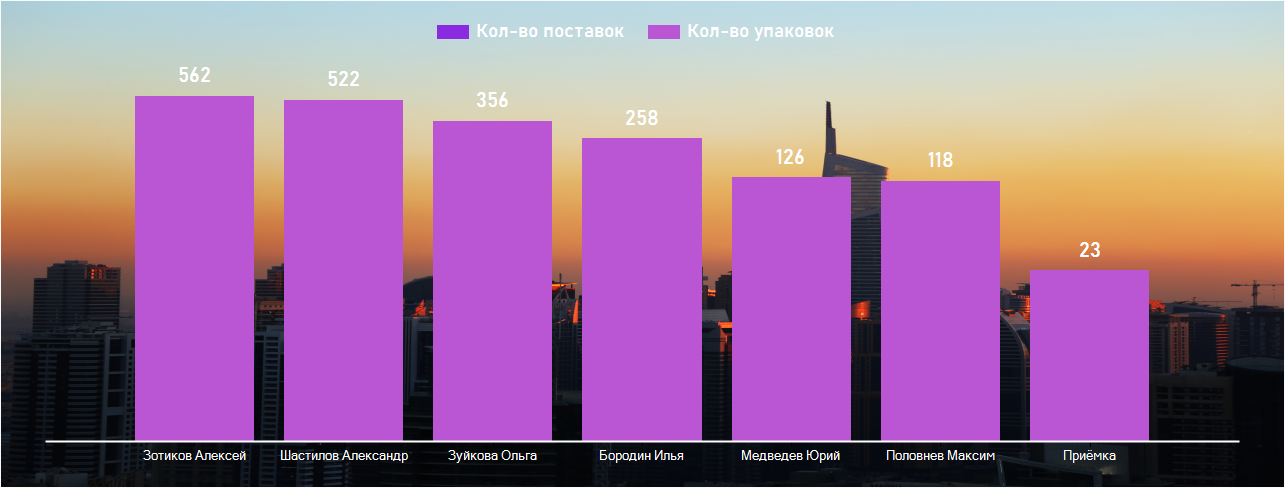 Кол-во поставок Кол-во упаковок
562 522 356 258 126 118 23
Зотиков Алексей Шастилов Александр Зуйкова Ольга Бородин Илья Медведев Юрий Половнев Максим Приёмка